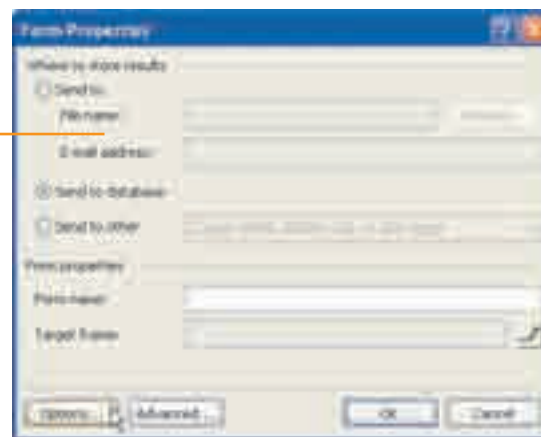 Form Properties
Where to store results
Send to
File name:
E-mail address:
Send to database
Send to other
Form properties
Form name:
Target frame:
Options...
Advanced...
OK
Cancel